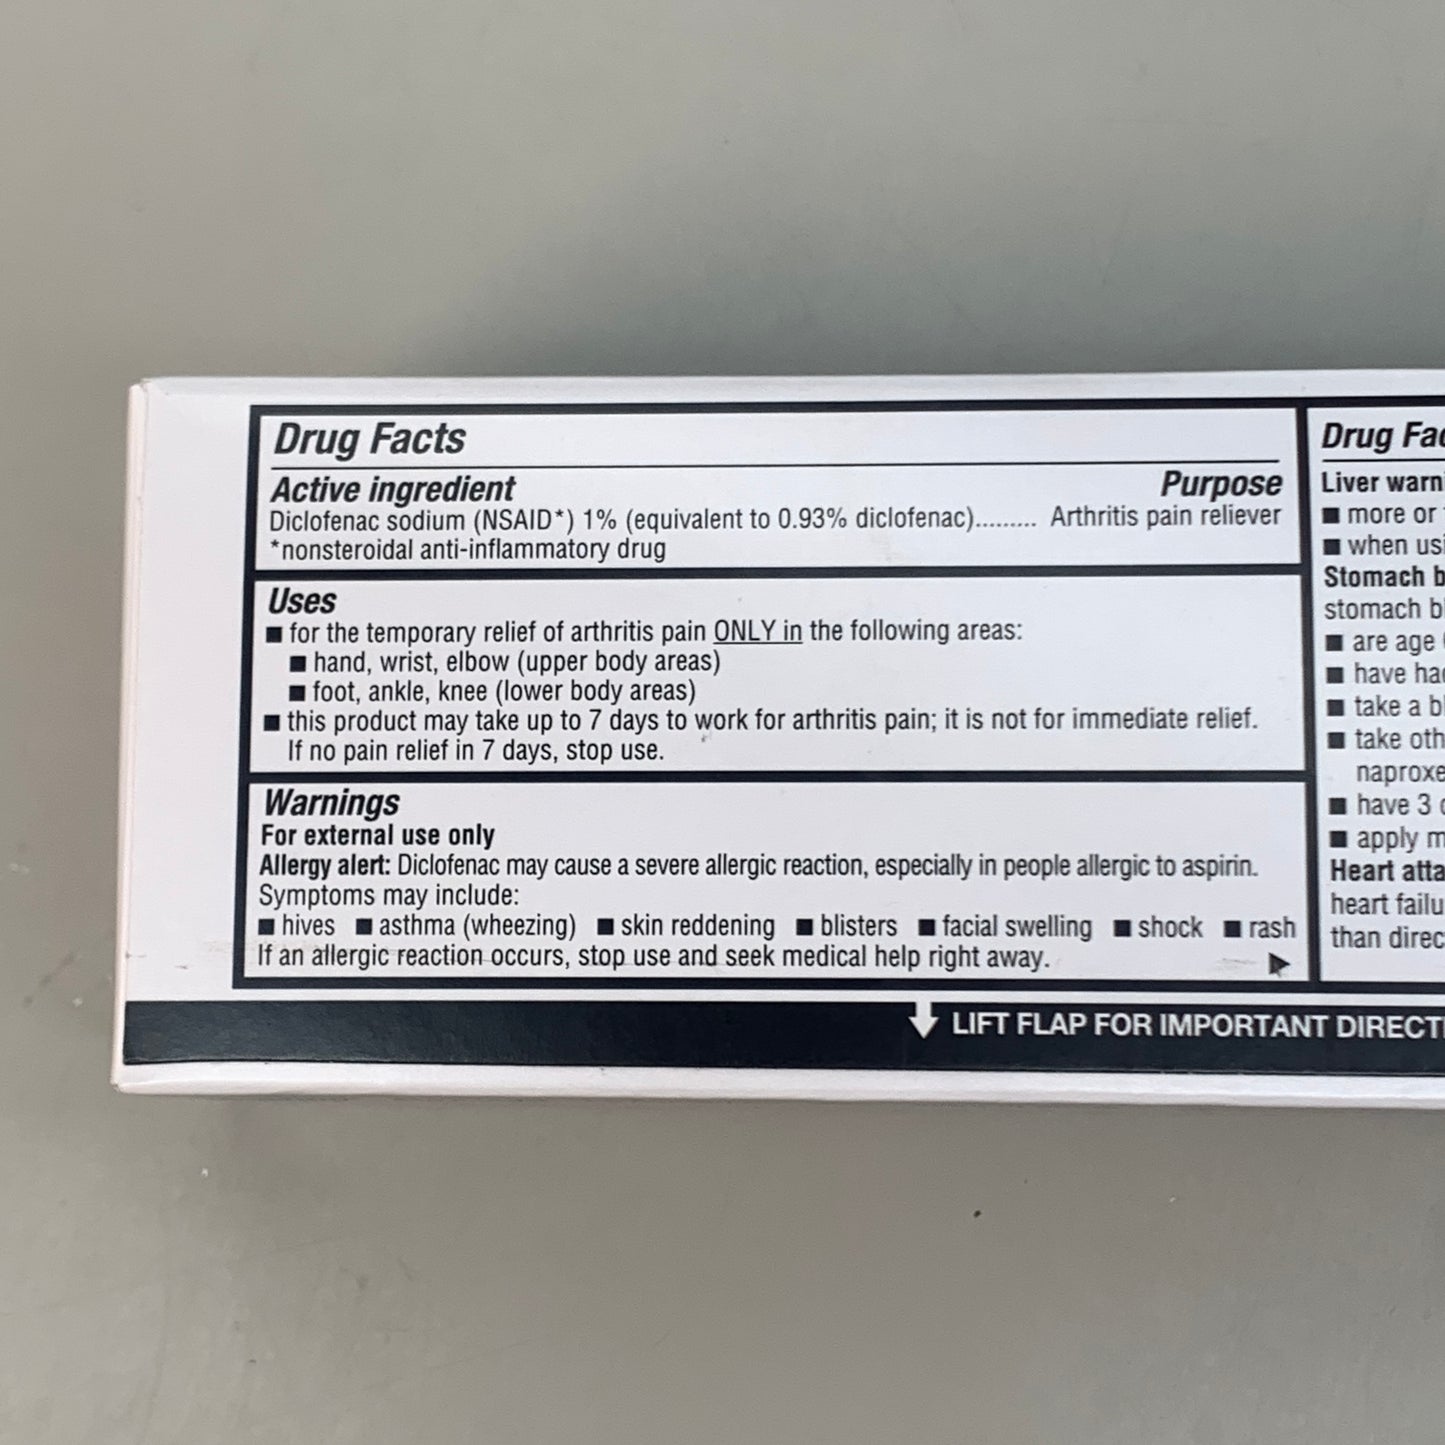 Drug Facts
Active ingredient Purpose
Diclofenac sodium (NSAID*) 1% (equivalent to 0.93% diclofenac)......... Arthritis pain reliever
*nonsteroidal anti-inflammatory drug
Uses
■ for the temporary relief of arthritis pain ONLY in the following areas:
■ hand, wrist, elbow (upper body areas)
■ foot, ankle, knee (lower body areas)
■ this product may take up to 7 days to work for arthritis pain; it is not for immediate relief.
If no pain relief in 7 days, stop use.
Warnings
For external use only
Allergy alert: Diclofenac may cause a severe allergic reaction, especially in people allergic to aspirin.
Symptoms may include:
■ hives ■ asthma (wheezing) ■ skin reddening ■ blisters ■ facial swelling ■ shock ■ rash
If an allergic reaction occurs, stop use and seek medical help right away.
Drug
Liver
■ more or
■ when
Stomach
stomach
■ are age
■ have
■ take a
■ take
■ have 3
■ apply
Heart
heart
than
LIFT FLAP FOR IMPORTANT